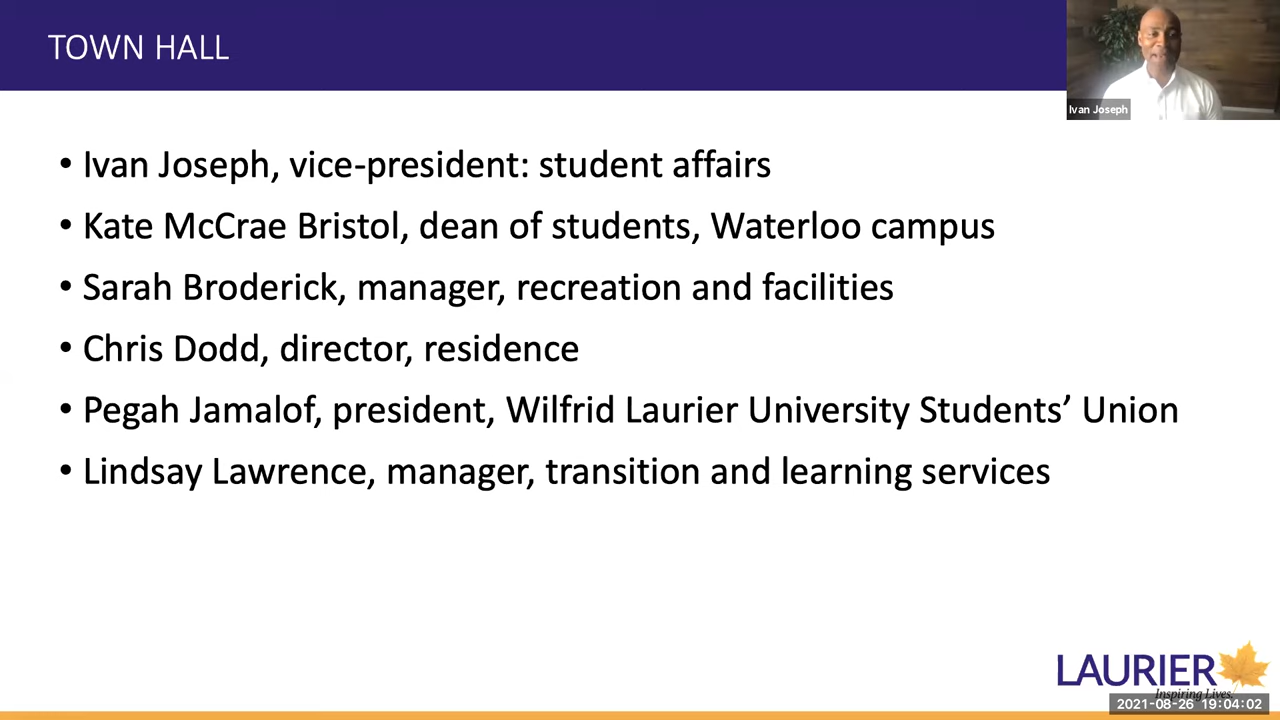 TOWN HALL
Ivan Joseph
• Ivan Joseph, vice-president: student affairs
• Kate McCrae Bristol, dean of students, Waterloo campus
• Sarah Broderick, manager, recreation and facilities
• Chris Dodd, director, residence
• Pegah Jamalof, president, Wilfrid Laurier University Students’ Union
• Lindsay Lawrence, manager, transition and learning services
LAURIER
Inspiring Lives.
2021-08-26 19:04:02